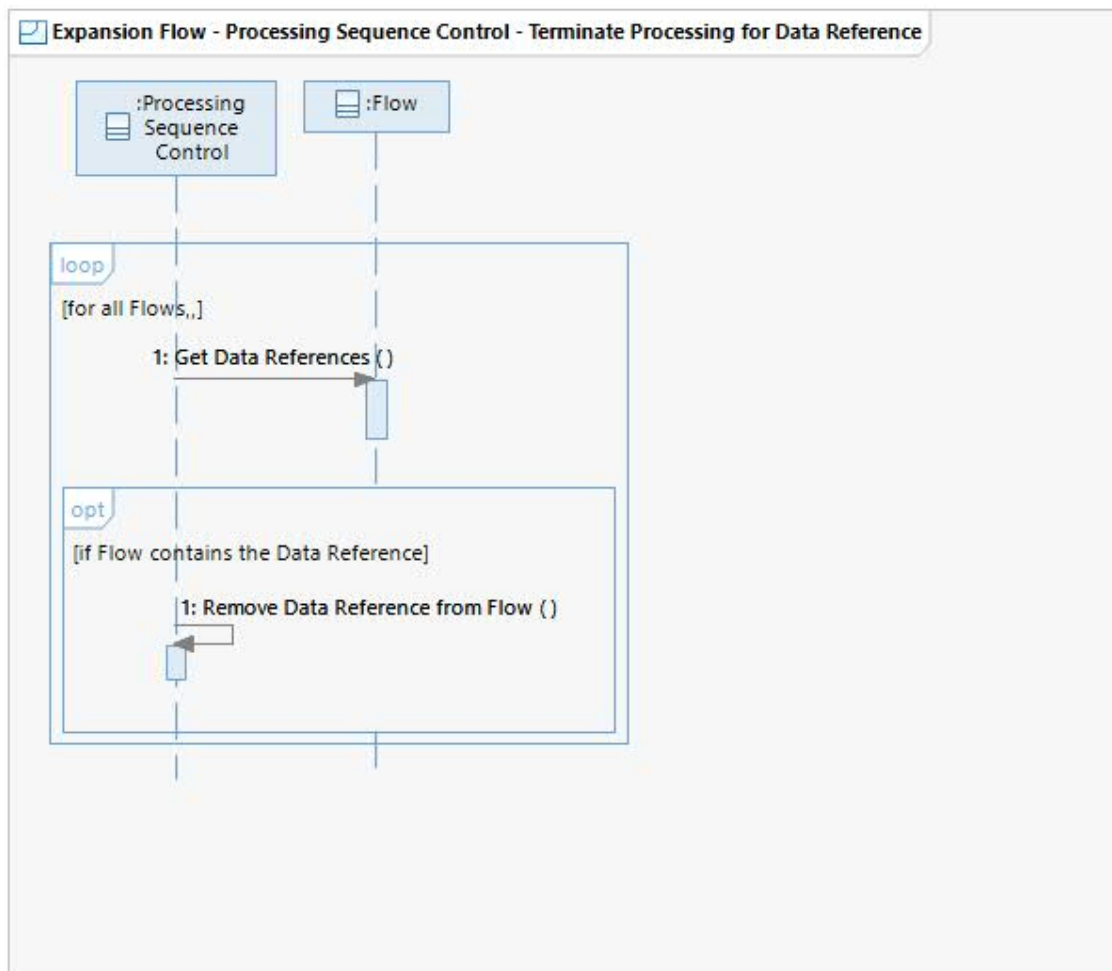 Expansion Flow - Processing Sequence Control - Terminate Processing for Data Reference
:Processing
Sequence
Control
:Flow
loop
[for all Flows,,]
1: Get Data References ( )
opt
[if Flow contains the Data Reference]
1: Remove Data Reference from Flow ( )